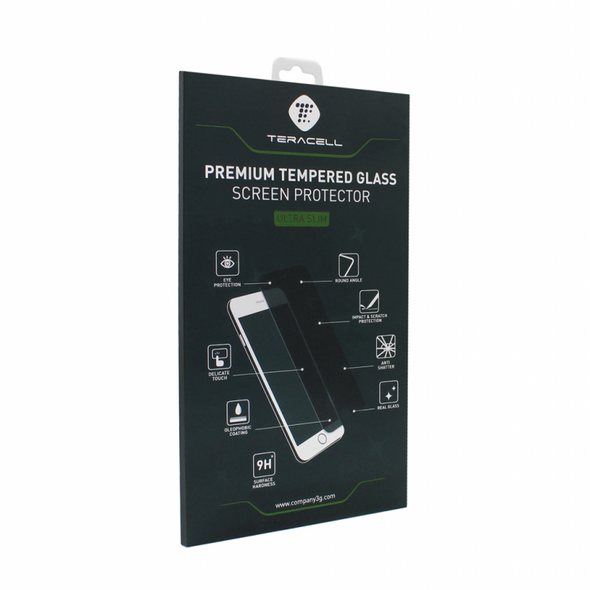 TERACELL
PREMIUM TEMPERED GLASS
SCREEN PROTECTOR
ULTRA SLIM
EYE
PROTECTION
ROUND ANGLE
IMPACT & SCRATCH
PROTECTION
DELICATE
TOUCH
ANTI
SHATTER
REAL GLASS
OLEOPHOBIC
COATING
9H
SURFACE
HARDNESS
www.company3g.com